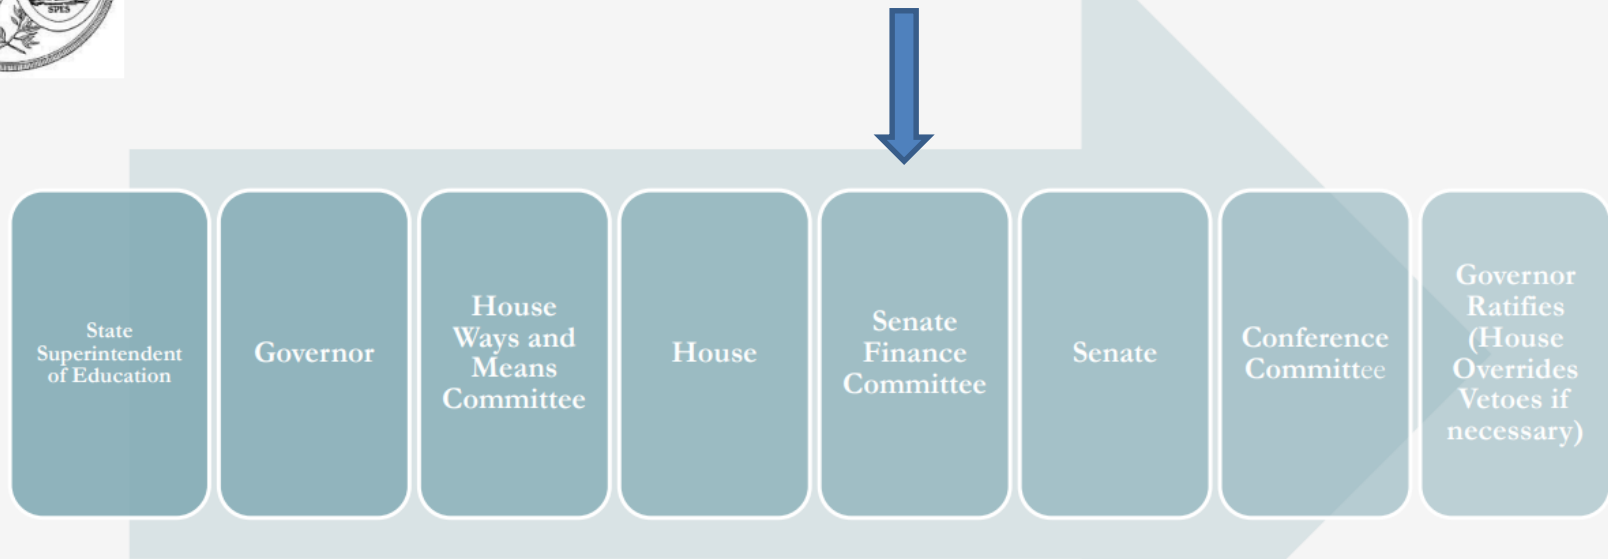 SPES
State
Superintendent
of Education
Governor
House
Ways and
Means
Committee
House
Senate
Finance
Committee
Senate
Conference
Committee
Governor
Ratifies
(House
Overrides
Vetoes if
necessary)